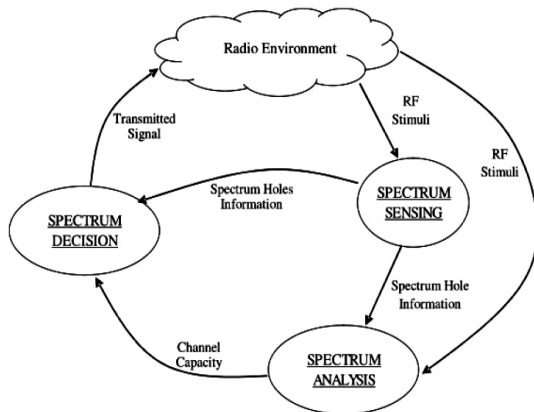 Radio Environment
RF
Stimuli
Transmitted
Signal
RF
Stimuli
Spectrum Holes
Information
SPECTRUM
SENSING
SPECTRUM
DECISION
Spectrum Hole
Information
Channel
Capacity
SPECTRUM
ANALYSIS